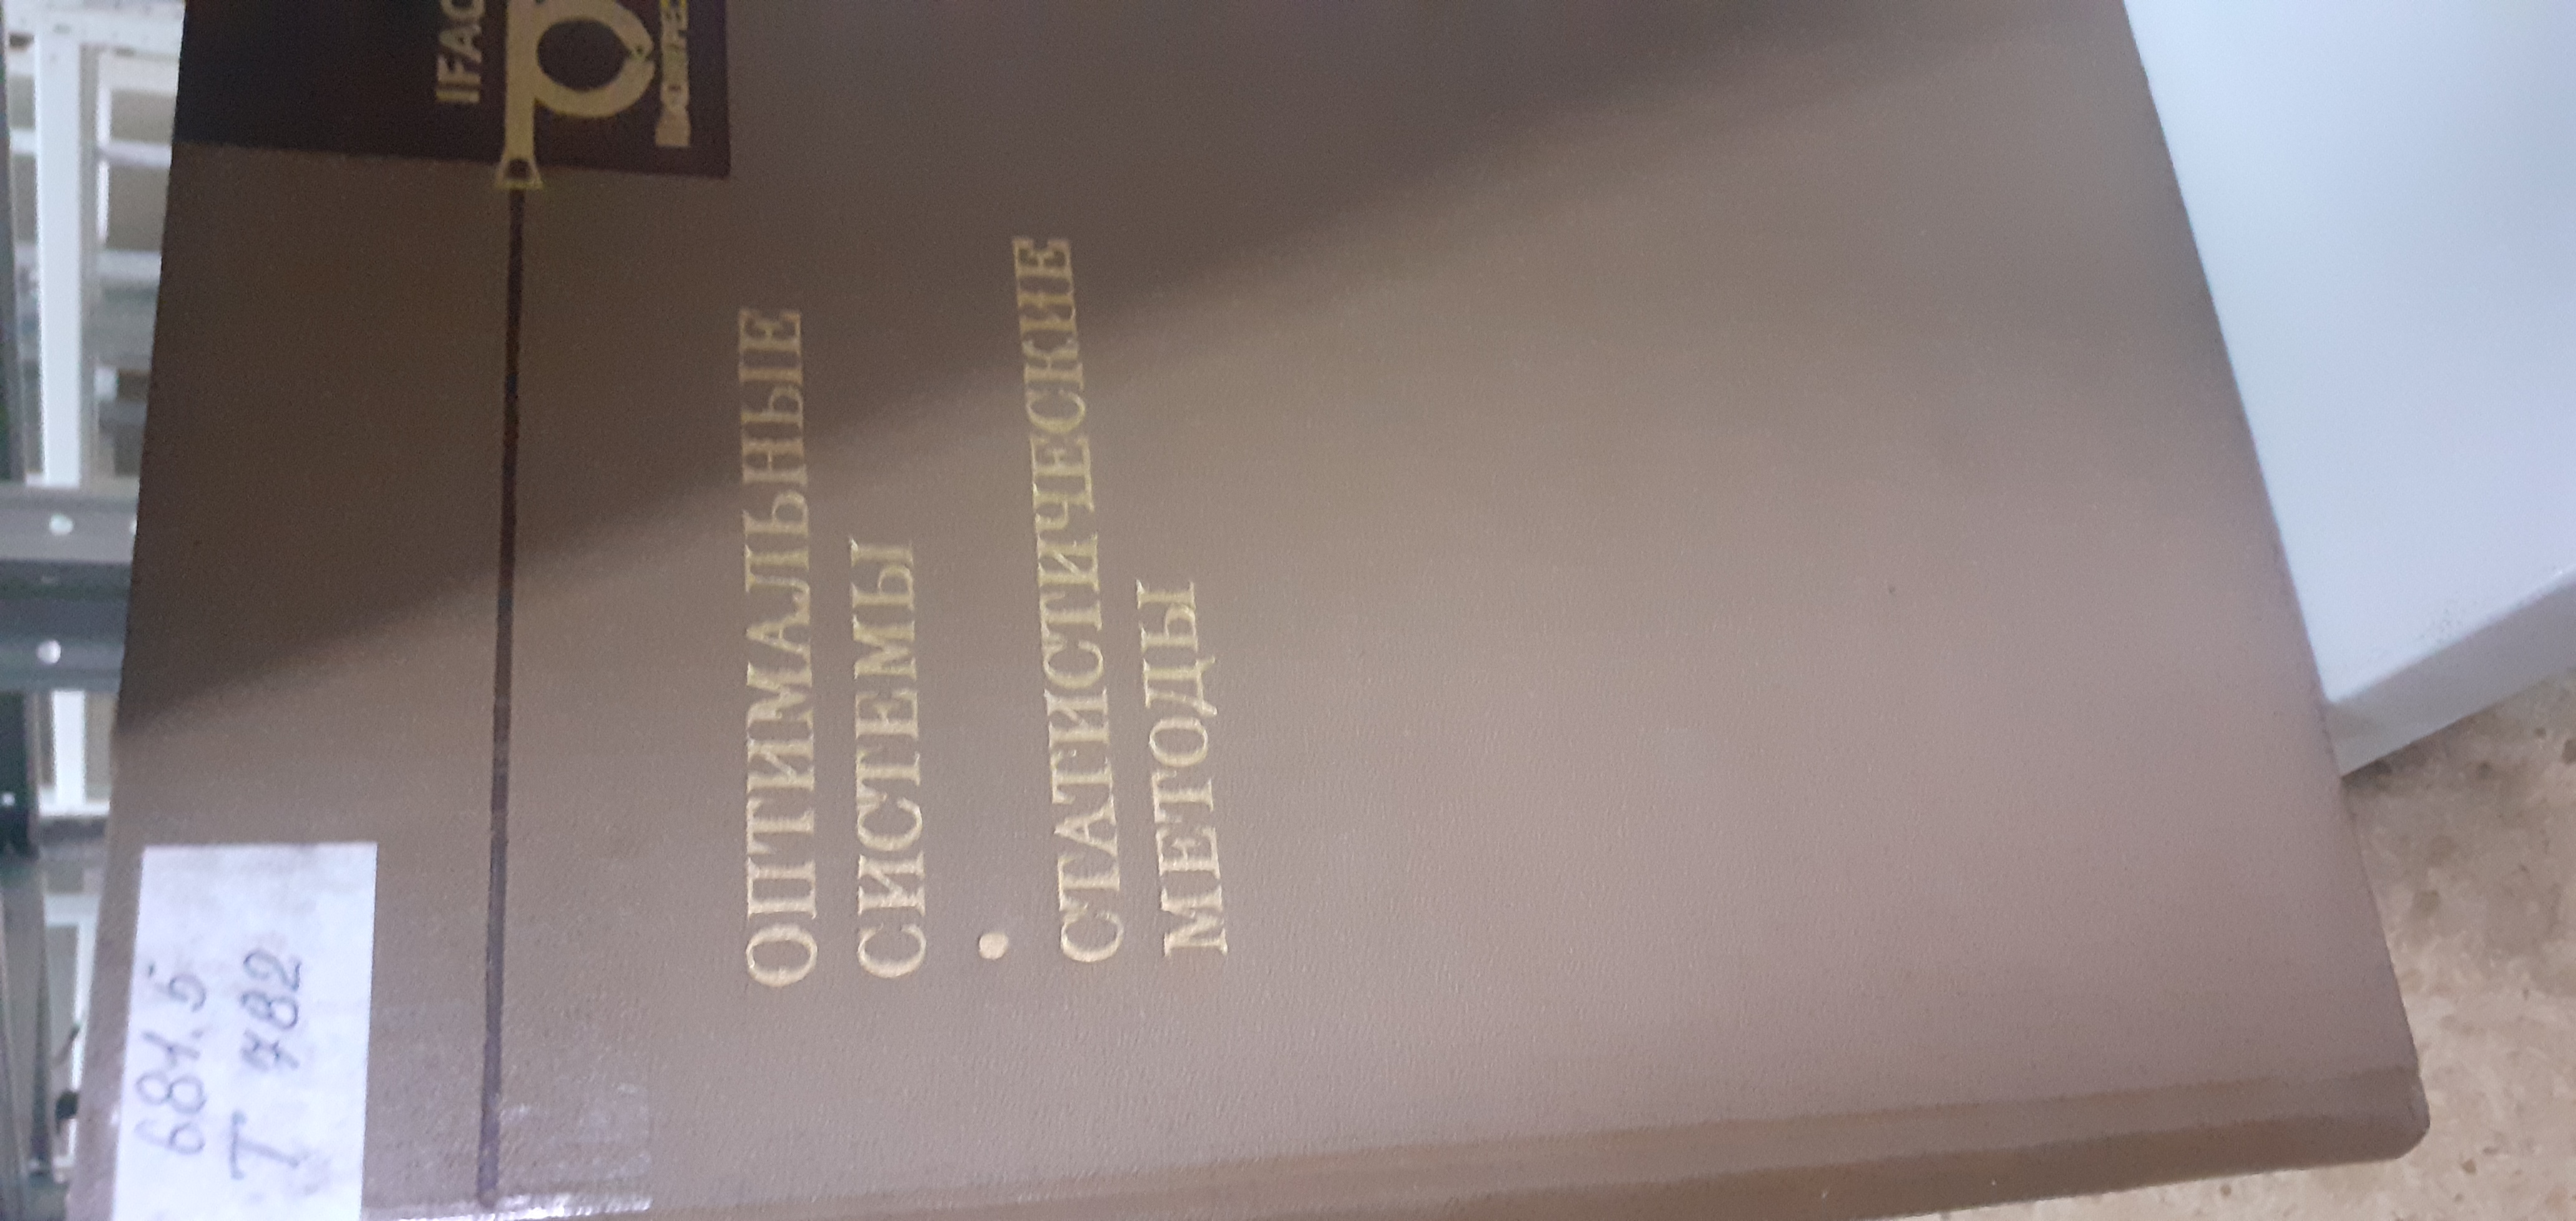 IFAC
ОПТИМАЛЬНЫЕ
СИСТЕМЫ
СТАТИСТИЧЕСКИЕ
МЕТОДЫ
681.5
Т 782